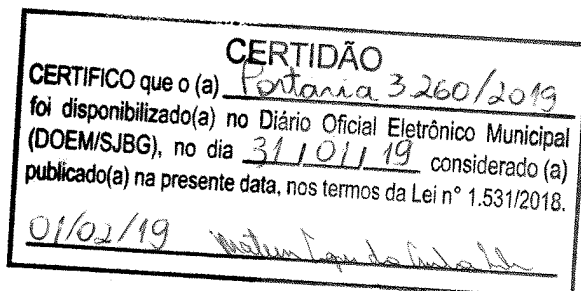 CERTIDÃO
CERTIFICO que o (a) Portaria 3.260/2019
foi disponibilizado(a) no Diário Oficial Eletrônico Municipal
(DOEM/SJBG), no dia 31/01/19 considerado (a)
publicado(a) na presente data, nos termos da Lei n° 1.531/2018.
01/02/19